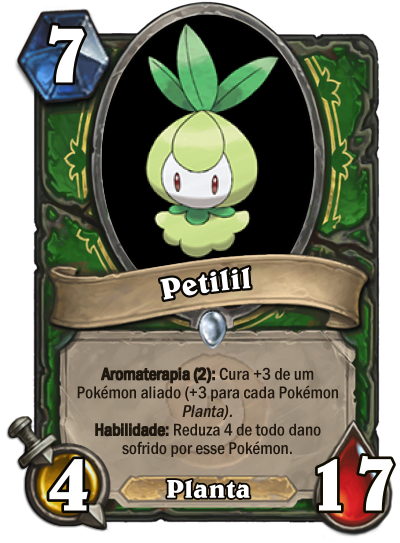 7
Petilil
Aromaterapia (2): Cura +3 de um
Pokémon aliado (+3 para cada Pokémon
Planta).
Habilidade: Reduza 4 de todo dano
sofrido por esse Pokémon.
4
Planta
17